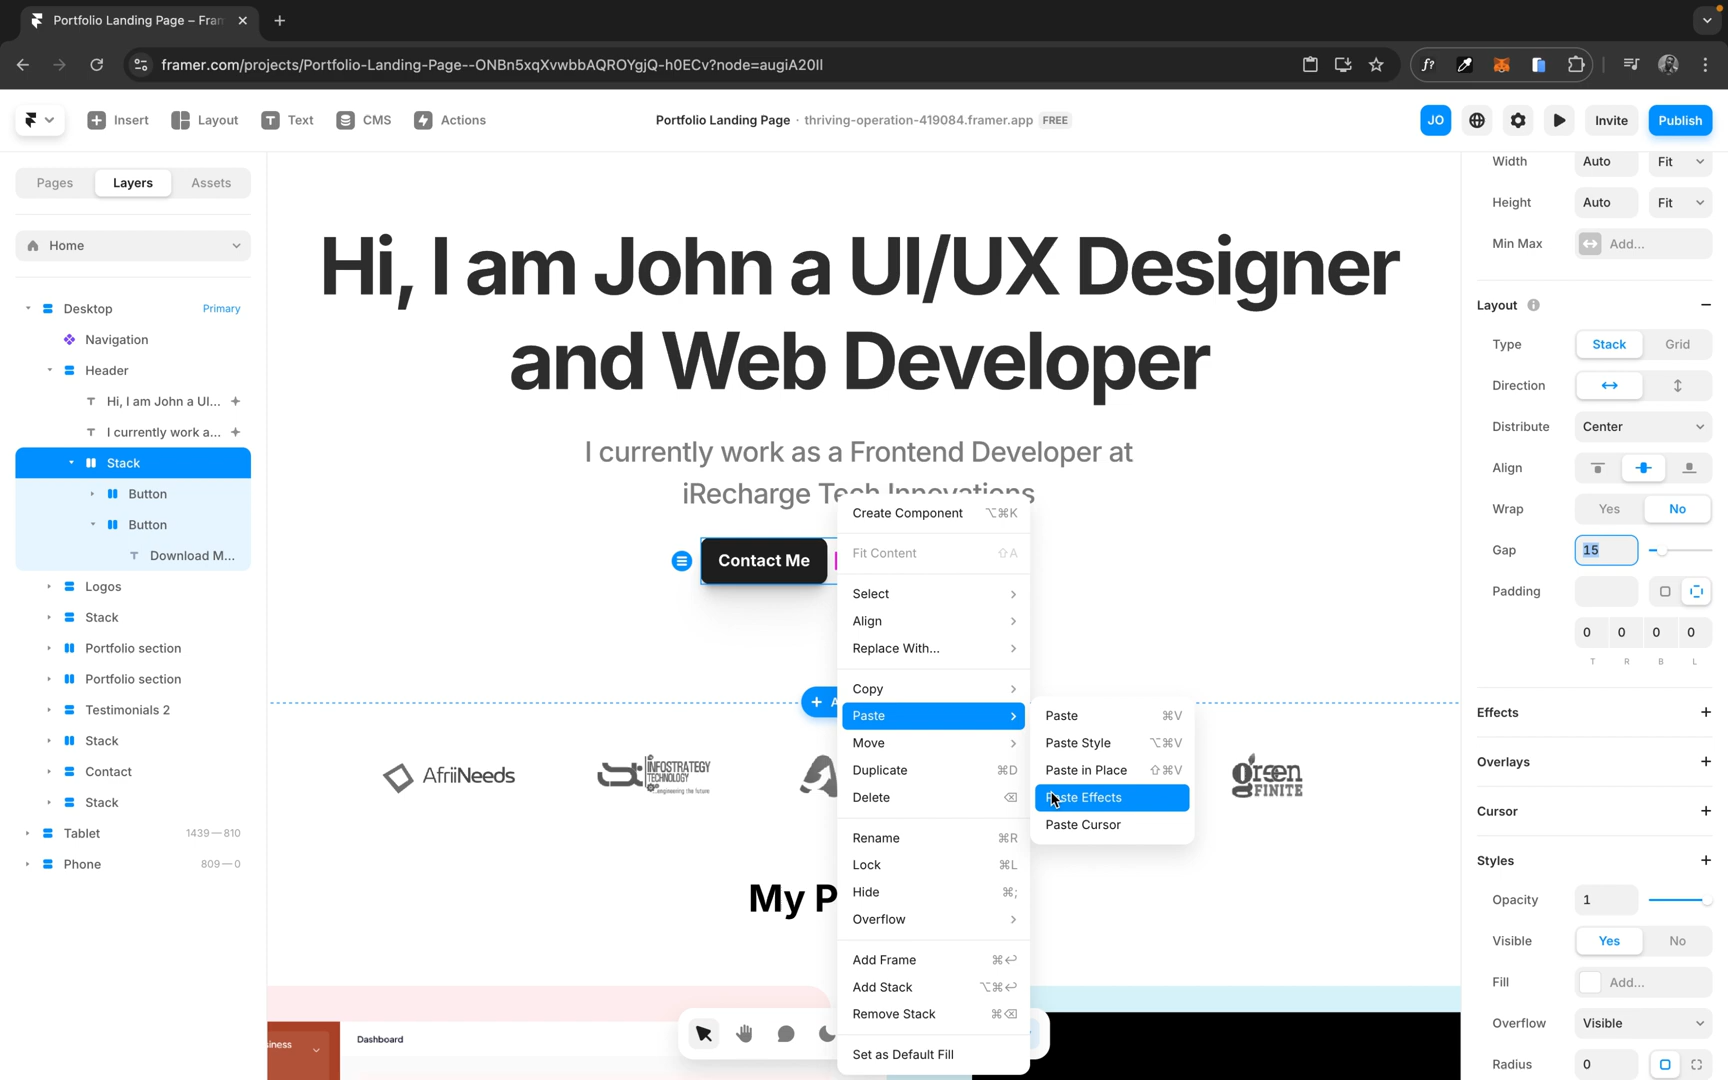 Portfolio Landing Page – Fran
framer.com/projects/Portfolio-Landing-Page--ONBn5xqXvwbbAQROYgjQ-h0ECv?node=augiA20Il
f?
Insert
Layout
Text
CMS
Actions
Portfolio Landing Page · thriving-operation-419084.framer.app FREE
JO
Invite
Publish
Pages
Layers
Assets
Home
Desktop Primary
Navigation
Header
Hi, I am John a UI...
I currently work a...
Stack
Button
Button
Download M...
Logos
Stack
Portfolio section
Portfolio section
Testimonials 2
Stack
Contact
Stack
Tablet 1439—810
Phone 809—0
Hi, I am John a UI/UX Designer
and Web Developer
I currently work as a Frontend Developer at
iRecharge Tech Innovations
Contact Me
AfriiNeeds
INFOSTRATEGY
TECHNOLOGY
engineering the future
green
FINITE
My P
Dashboard
iness
Create Component ⌥⌘K
Fit Content ⇧A
Select
Align
Replace With...
Copy
Paste
Move
Duplicate ⌘D
Delete ⌫
Rename ⌘R
Lock ⌘L
Hide ⌘;
Overflow
Add Frame ⌘↩
Add Stack ⌥⌘↩
Remove Stack ⌘⌫
Set as Default Fill
Paste ⌘V
Paste Style ⌥⌘V
Paste in Place ⇧⌘V
Paste Effects
Paste Cursor
Width Auto Fit
Height Auto Fit
Min Max Add...
Layout
Type Stack Grid
Direction
Distribute Center
Align
Wrap Yes No
Gap 15
Padding
0 0 0 0
T R B L
Effects
Overlays
Cursor
Styles
Opacity 1
Visible Yes No
Fill Add...
Overflow Visible
Radius 0